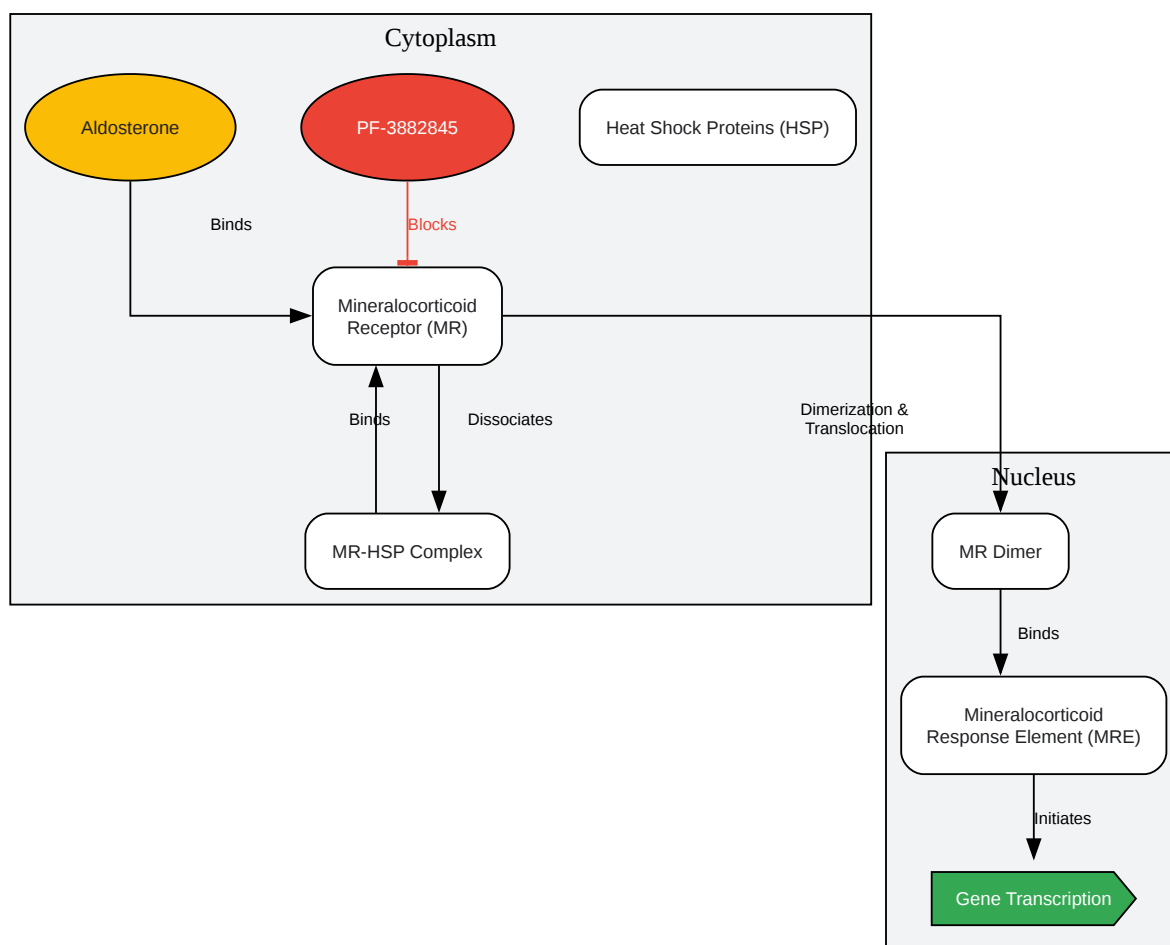 Cytoplasm
Aldosterone
PF-3882845
Heat Shock Proteins (HSP)
Binds
Blocks
Mineralocorticoid
Receptor (MR)
Binds
Dissociates
Dimerization &
Translocation
Nucleus
MR-HSP Complex
MR Dimer
Binds
Mineralocorticoid
Response Element (MRE)
Initiates
Gene Transcription